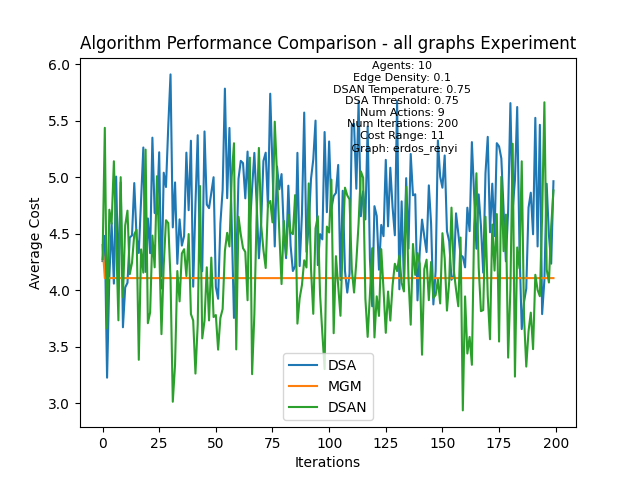 Algorithm Performance Comparison - all graphs Experiment
Agents: 10
Edge Density: 0.1
DSAN Temperature: 0.75
DSA Threshold: 0.75
Num Actions: 9
Num Iterations: 200
Cost Range: 11
Graph: erdos_renyi
Average Cost
6.0
5.5
5.0
4.5
4.0
3.5
3.0
DSA
MGM
DSAN
0
25
50
75
100
125
150
175
200
Iterations